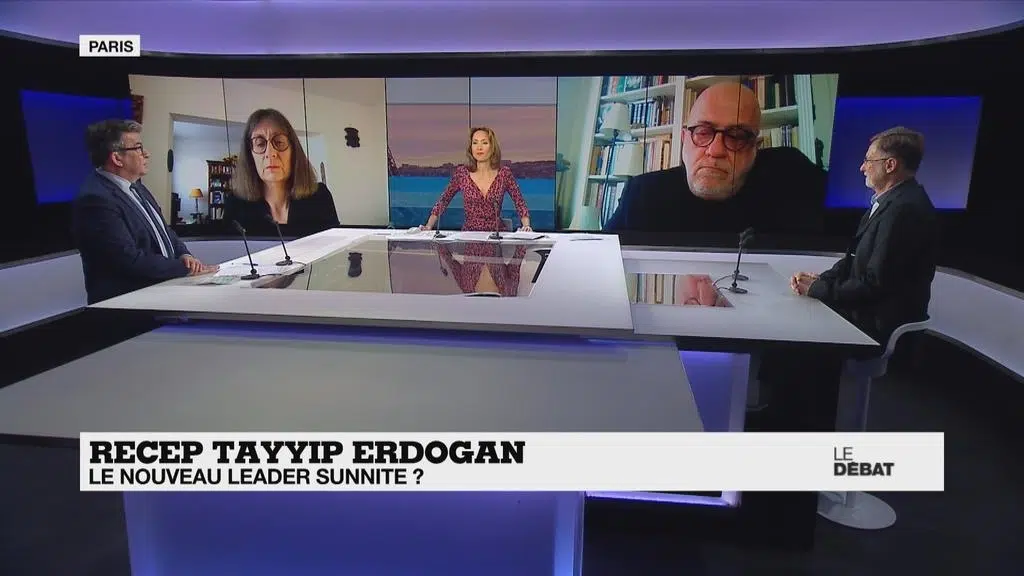 PARIS
RECEP TAYYIP ERDOGAN
LE NOUVEAU LEADER SUNNITE ?
LE
DÉBAT